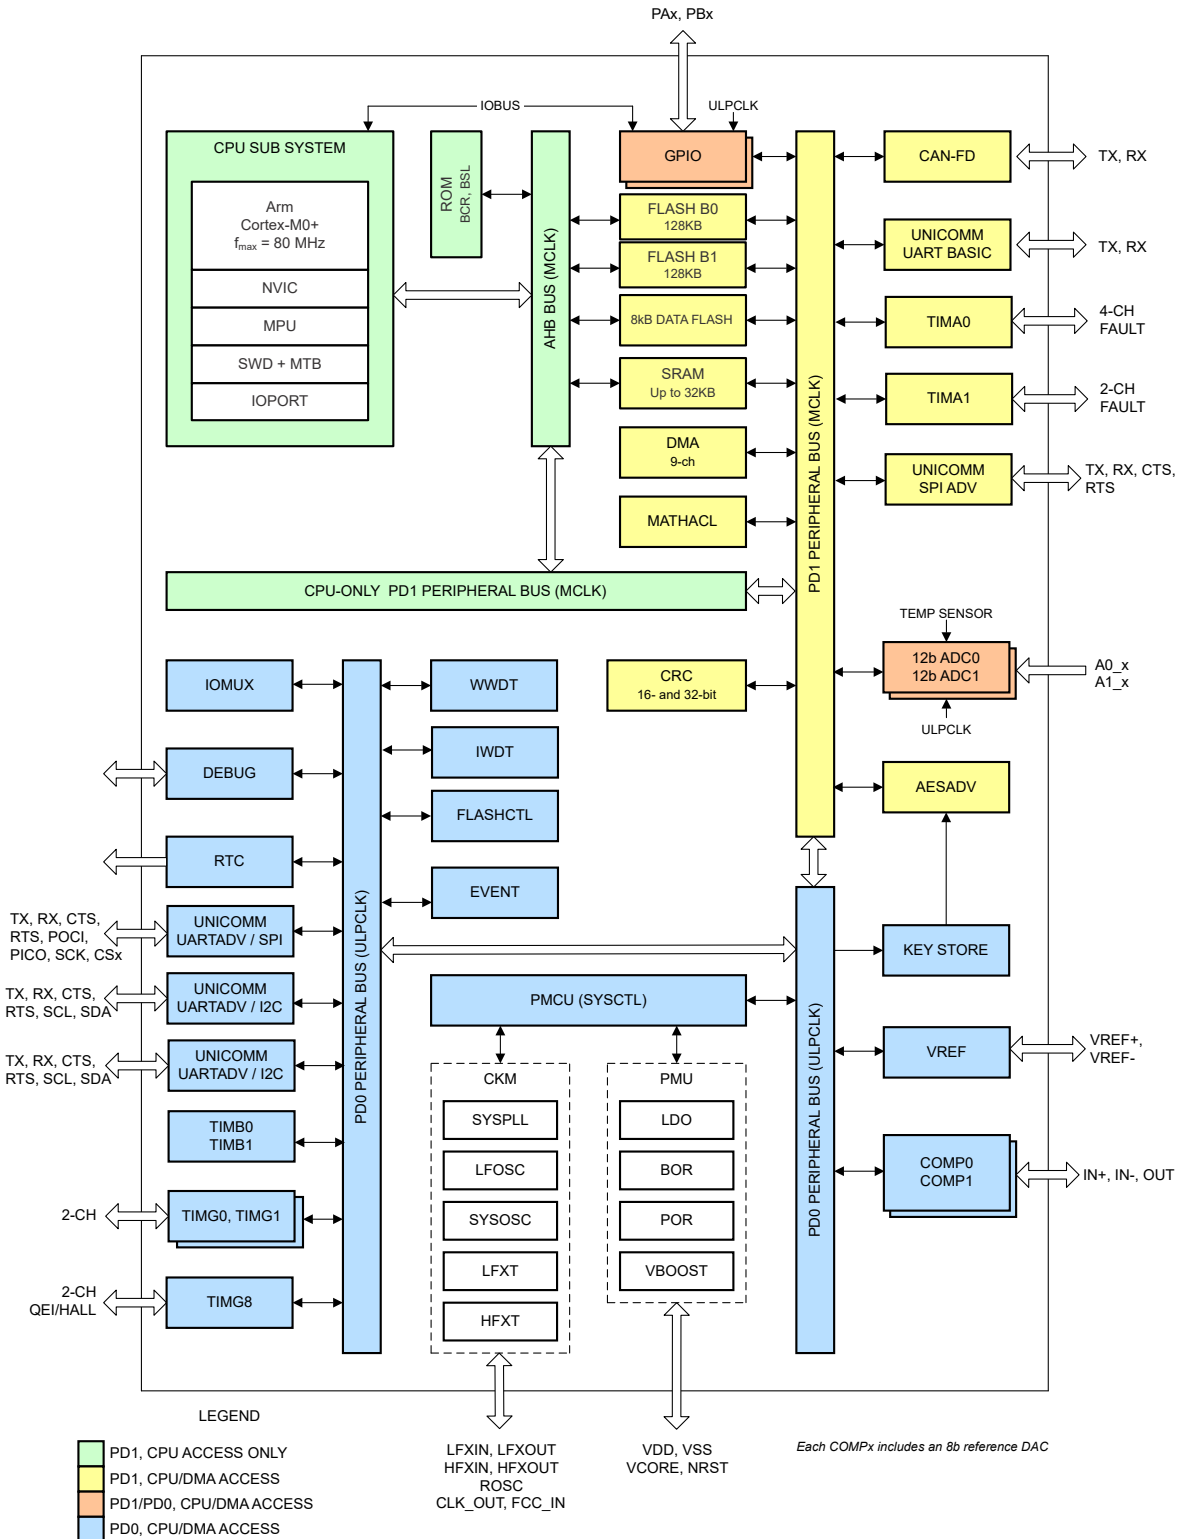 PAx, PBx
IOBUS
ULPCLK
CPU SUB SYSTEM
Arm
Cortex-M0+
fmax = 80 MHz
NVIC
MPU
SWD + MTB
IOPORT
ROM
BCR, BSL
AHB BUS (MCLK)
GPIO
FLASH B0
128KB
FLASH B1
128KB
8kB DATA FLASH
SRAM
Up to 32KB
DMA
9-ch
MATHACL
CPU-ONLY PD1 PERIPHERAL BUS (MCLK)
PD1 PERIPHERAL BUS (MCLK)
CAN-FD
TX, RX
UNICOMM
UART BASIC
TX, RX
TIMA0
4-CH
FAULT
TIMA1
2-CH
FAULT
UNICOMM
SPI ADV
TX, RX, CTS,
RTS
TEMP SENSOR
12b ADC0
12b ADC1
A0_x
A1_x
ULPCLK
CRC
16- and 32-bit
AESADV
IOMUX
DEBUG
RTC
TX, RX, CTS,
RTS, POCI,
PICO, SCK, CSx
UNICOMM
UARTADV / SPI
TX, RX, CTS,
RTS, SCL, SDA
UNICOMM
UARTADV / I2C
TX, RX, CTS,
RTS, SCL, SDA
UNICOMM
UARTADV / I2C
TIMB0
TIMB1
2-CH
TIMG0, TIMG1
2-CH
QEI/HALL
TIMG8
PD0 PERIPHERAL BUS (ULPCLK)
WWDT
IWDT
FLASHCTL
EVENT
PMCU (SYSCTL)
CKM
SYSPLL
LFOSC
SYSOSC
LFXT
HFXT
PMU
LDO
BOR
POR
VBOOST
PD0 PERIPHERAL BUS (ULPCLK)
KEY STORE
VREF
VREF+,
VREF-
COMP0
COMP1
IN+, IN-, OUT
LFXIN, LFXOUT
HFXIN, HFXOUT
ROSC
CLK_OUT, FCC_IN
VDD, VSS
VCORE, NRST
Each COMPx includes an 8b reference DAC
LEGEND
PD1, CPU ACCESS ONLY
PD1, CPU/DMA ACCESS
PD1/PD0, CPU/DMA ACCESS
PD0, CPU/DMA ACCESS